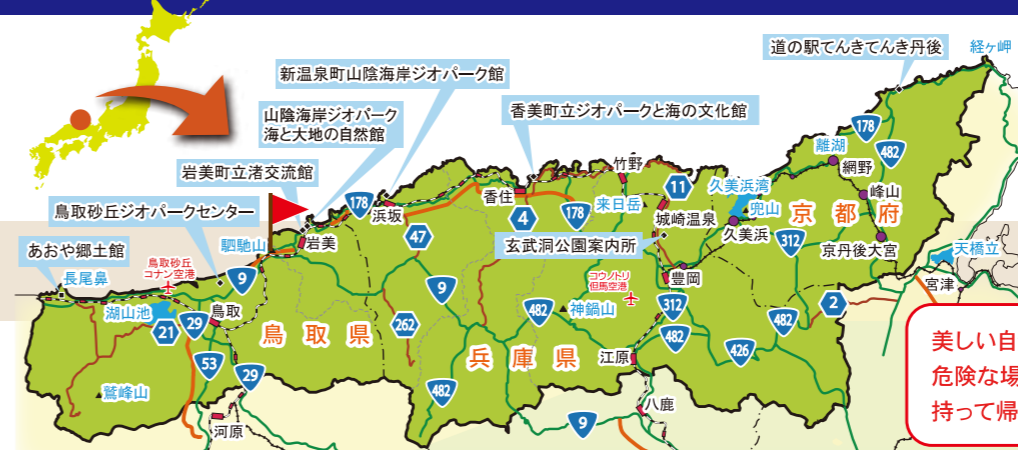 道の駅てんきてんき丹後
経ヶ岬
新温泉町山陰海岸ジオパーク館
山陰海岸ジオパーク
海と大地の自然館
香美町立ジオパークと海の文化館
岩美町立渚交流館
鳥取砂丘ジオパークセンター
あおや郷土館
長尾鼻
鳥取砂丘
コナン空港
駟馳山
岩美
178
浜坂
香住
竹野
11
来日岳
城崎温泉
久美浜湾
兜山
久美浜
離湖
178
482
網野
峰山
京都府
312
京丹後大宮
天橋立
宮津
4
178
47
玄武洞公園案内所
豊岡
コウノトリ
但馬空港
9
9
湖山池
21
29
鳥取
鳥取県
262
482
神鍋山
312
482
482
2
426
兵庫県
江原
53
29
鷲峰山
482
河原
9
八鹿
美しい自
危険な場
持って帰